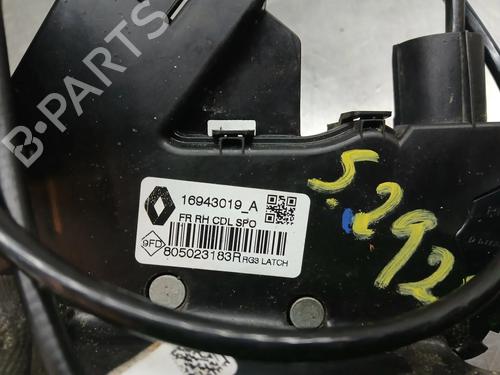 B-PARTS
16943019_A
FR RH CDL SPO
9FD
805023183R RG3 LATCH
5292